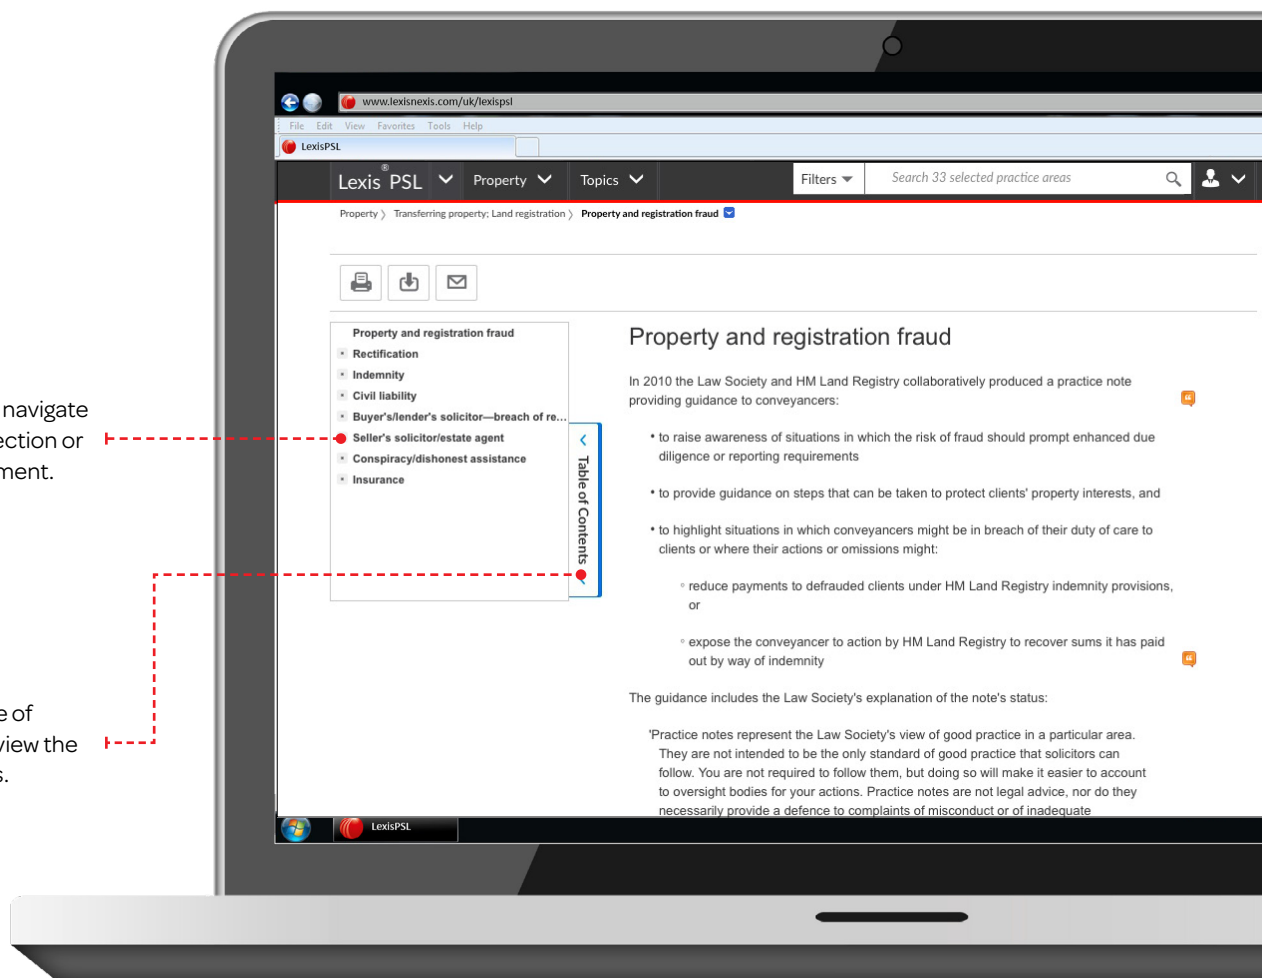 www.lexisnexis.com/uk/lexispsl
File Edit View Favorites Tools Help
LexisPSL
Lexis®PSL Property Topics Filters Search 33 selected practice areas
Property 〉 Transferring property; Land registration 〉 Property and registration fraud
Property and registration fraud
Rectification
Indemnity
Civil liability
Buyer's/lender's solicitor—breach of re...
Seller's solicitor/estate agent
Conspiracy/dishonest assistance
Insurance
Table of Contents
navigate
ection or
ment.
e of
view the
s.
Property and registration fraud
In 2010 the Law Society and HM Land Registry collaboratively produced a practice note
providing guidance to conveyancers:
• to raise awareness of situations in which the risk of fraud should prompt enhanced due
diligence or reporting requirements
• to provide guidance on steps that can be taken to protect clients' property interests, and
• to highlight situations in which conveyancers might be in breach of their duty of care to
clients or where their actions or omissions might:
◦ reduce payments to defrauded clients under HM Land Registry indemnity provisions,
or
◦ expose the conveyancer to action by HM Land Registry to recover sums it has paid
out by way of indemnity
The guidance includes the Law Society's explanation of the note's status:
'Practice notes represent the Law Society's view of good practice in a particular area.
They are not intended to be the only standard of good practice that solicitors can
follow. You are not required to follow them, but doing so will make it easier to account
to oversight bodies for your actions. Practice notes are not legal advice, nor do they
necessarily provide a defence to complaints of misconduct or of inadequate
LexisPSL